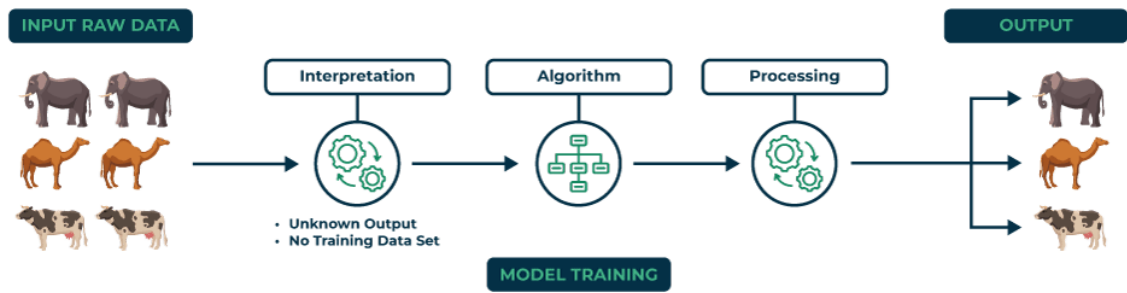 INPUT RAW DATA
OUTPUT
Interpretation
Algorithm
Processing
• Unknown Output
• No Training Data Set
MODEL TRAINING